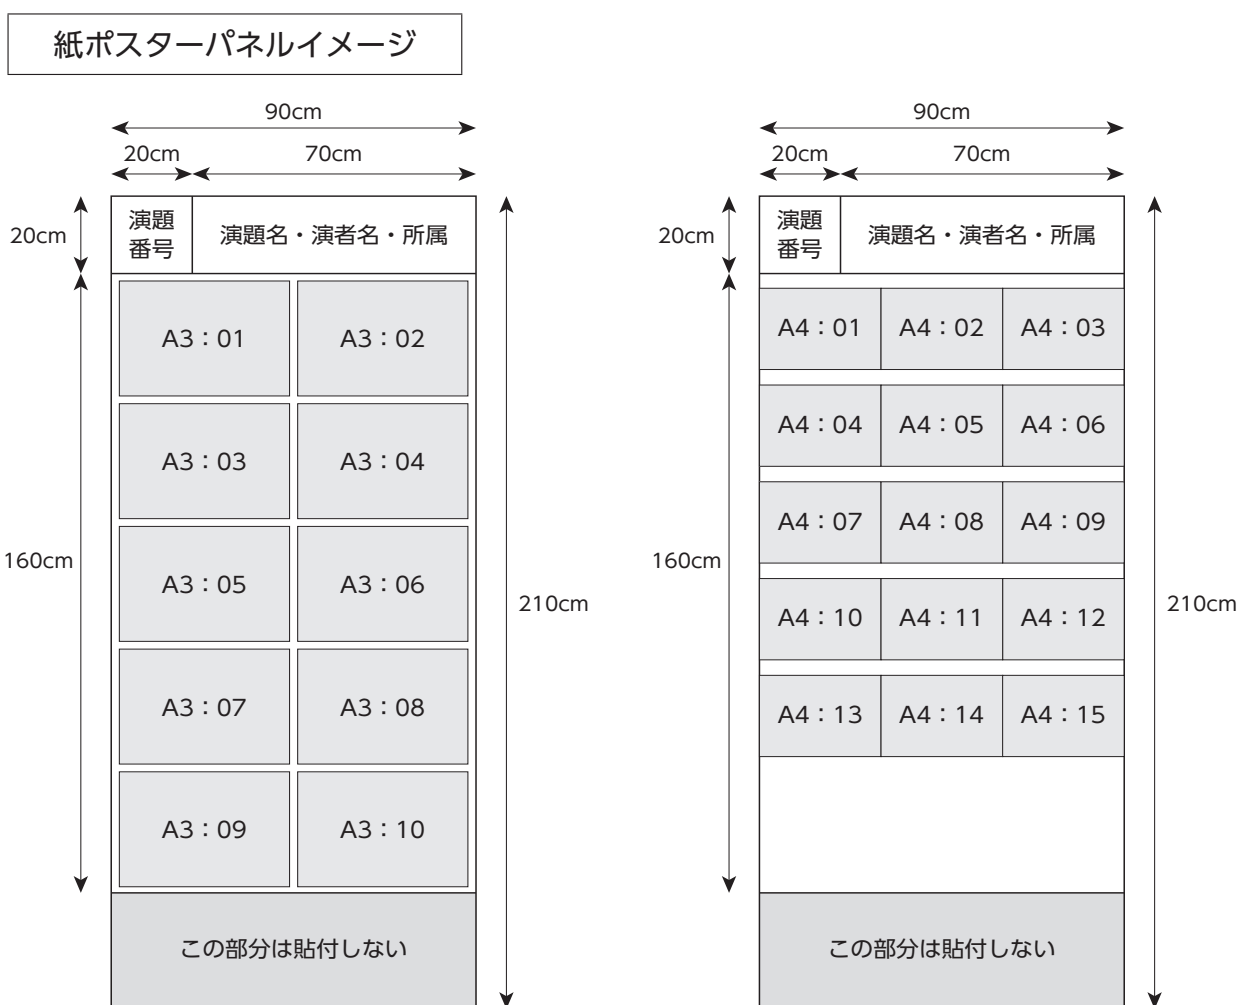 紙ポスターパネルイメージ
90cm
20cm
70cm
20cm
演題
番号
演題名・演者名・所属
A3：01
A3：02
A3：03
A3：04
160cm
A3：05
A3：06
210cm
A3：07
A3：08
A3：09
A3：10
この部分は貼付しない
90cm
20cm
70cm
20cm
演題
番号
演題名・演者名・所属
A4：01
A4：02
A4：03
A4：04
A4：05
A4：06
A4：07
A4：08
A4：09
160cm
A4：10
A4：11
A4：12
210cm
A4：13
A4：14
A4：15
この部分は貼付しない